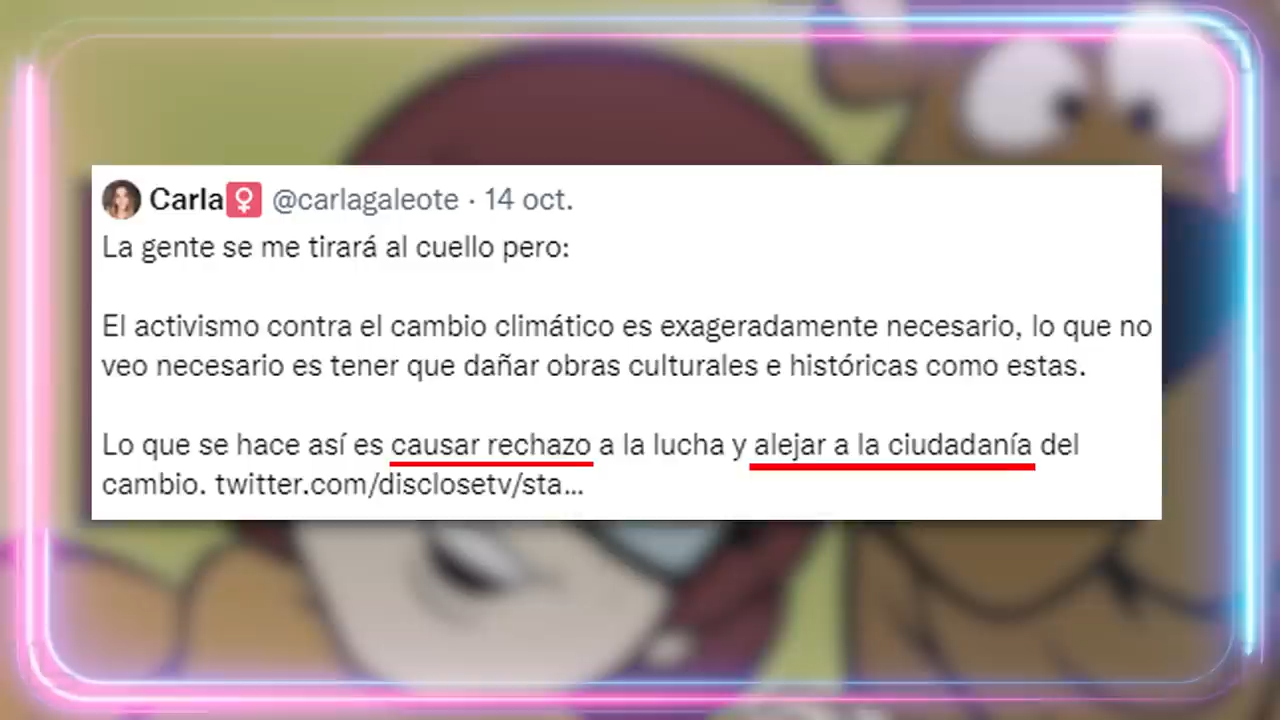 Carla @carlagaleote · 14 oct.
La gente se me tirará al cuello pero:
El activismo contra el cambio climático es exageradamente necesario, lo que no
veo necesario es tener que dañar obras culturales e históricas como estas.
Lo que se hace así es causar rechazo a la lucha y alejar a la ciudadanía del
cambio. twitter.com/disclosetv/sta...